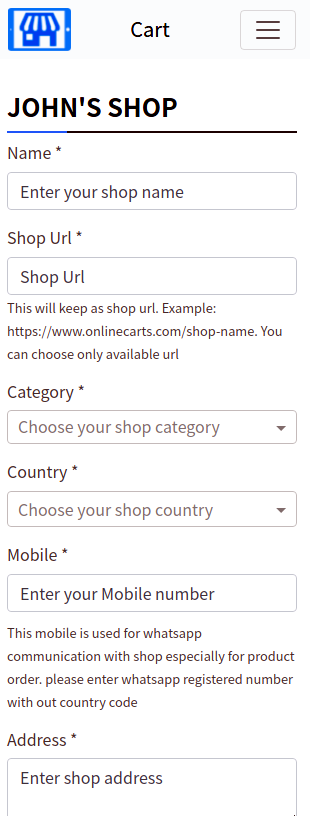 Cart
JOHN'S SHOP
Name *
Enter your shop name
Shop Url *
Shop Url
This will keep as shop url. Example:
https://www.onlinecarts.com/shop-name. You
can choose only available url
Category *
Choose your shop category
Country *
Choose your shop country
Mobile *
Enter your Mobile number
This mobile is used for whatsapp
communication with shop especially for product
order. please enter whatsapp registered number
with out country code
Address *
Enter shop address